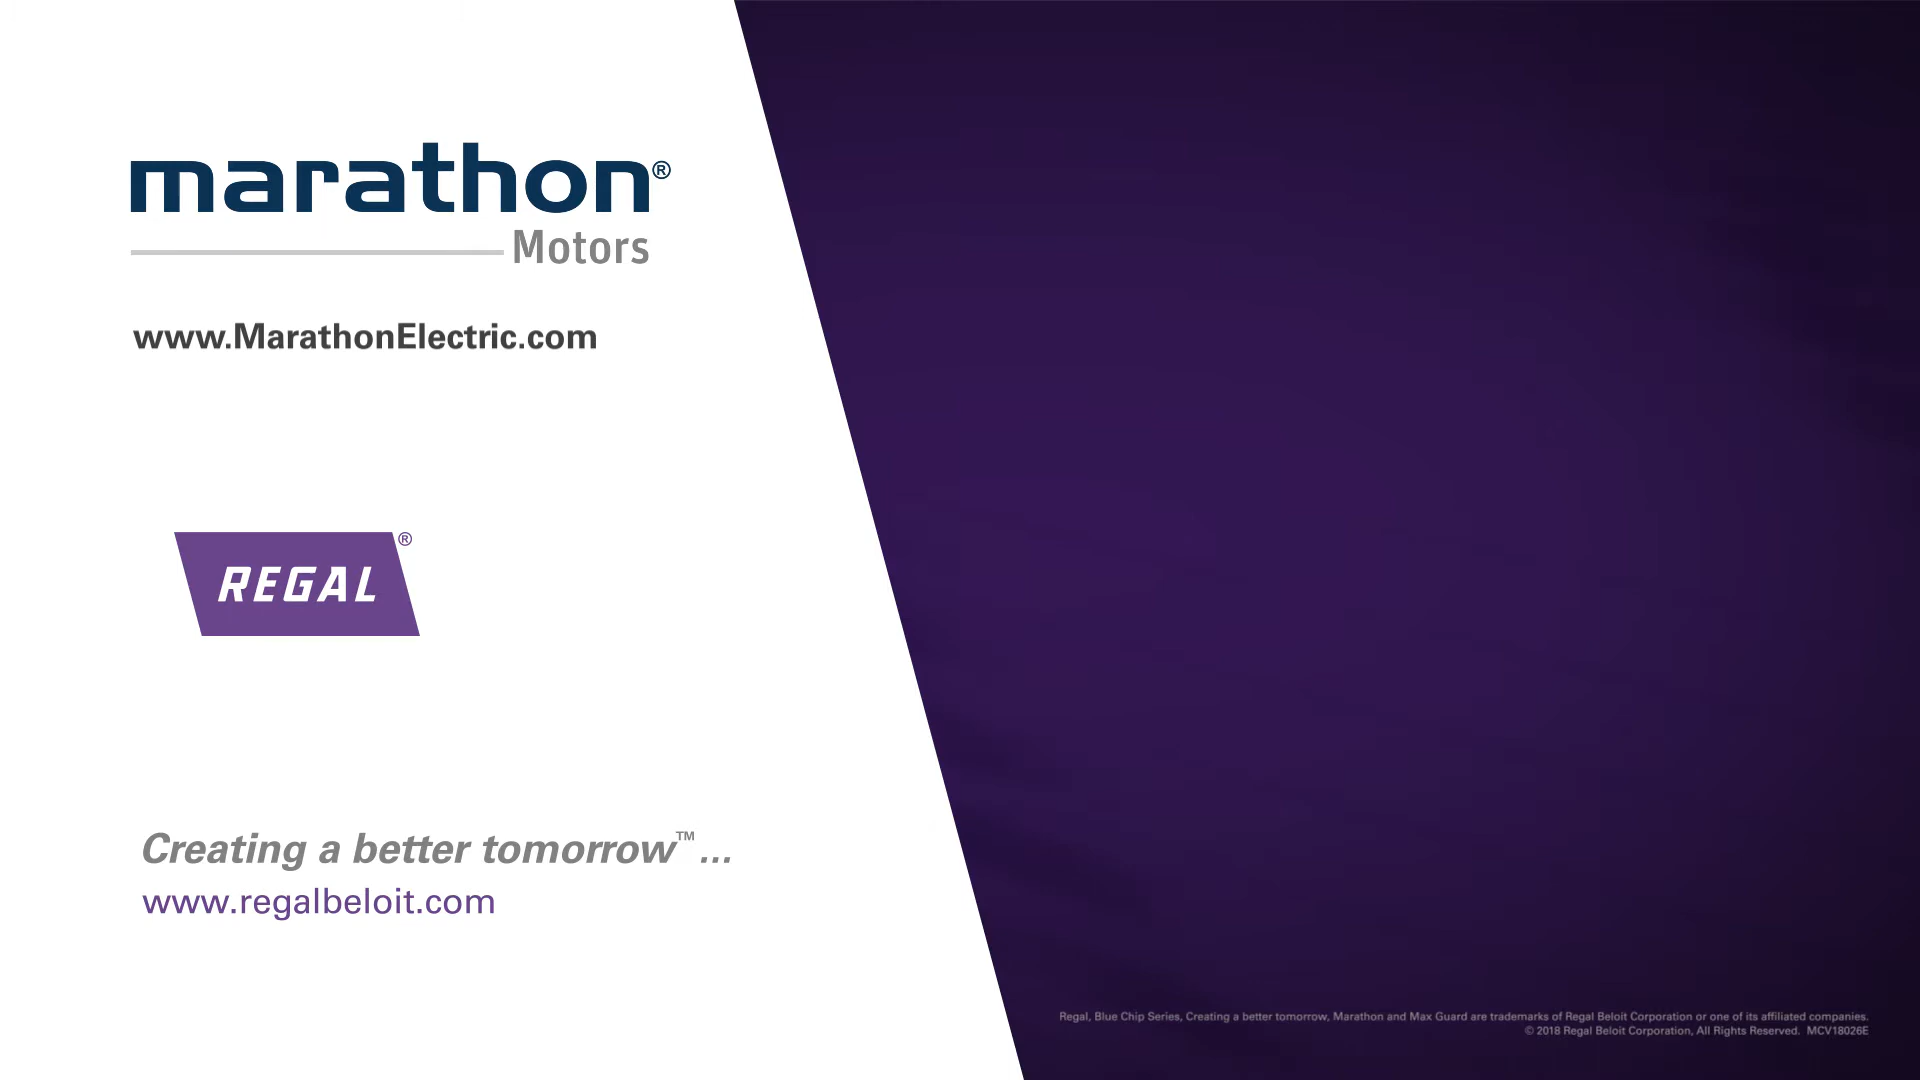 marathon®
Motors
www.MarathonElectric.com
REGAL®
Creating a better tomorrow™...
www.regalbeloit.com
Regal, Blue Chip Series, Creating a better tomorrow, Marathon and Max Guard are trademarks of Regal Beloit Corporation or one of its affiliated companies.
© 2018 Regal Beloit Corporation, All Rights Reserved. MCV18026E